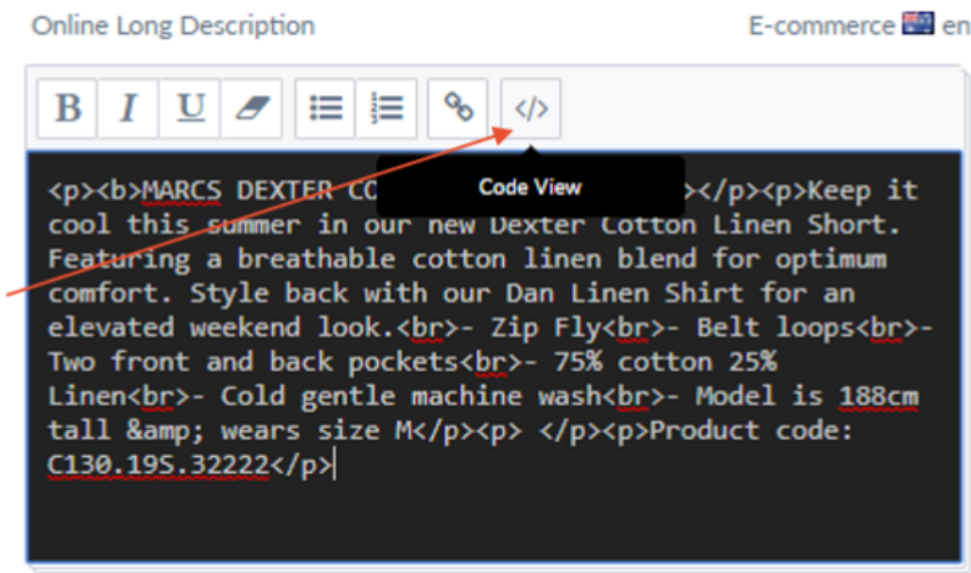 Online Long Description E-commerce en
B I U </>
Code View
<p><b>MARCS DEXTER ></p><p>Keep it
cool this summer in our new Dexter Cotton Linen Short.
Featuring a breathable cotton linen blend for optimum
comfort. Style back with our Dan Linen Shirt for an
elevated weekend look.<br>- Zip Fly<br>- Belt loops<br>-
Two front and back pockets<br>- 75% cotton 25%
Linen<br>- Cold gentle machine wash<br>- Model is 188cm
tall &amp; wears size M</p><p> </p><p>Product code:
C130.19S.32222</p>